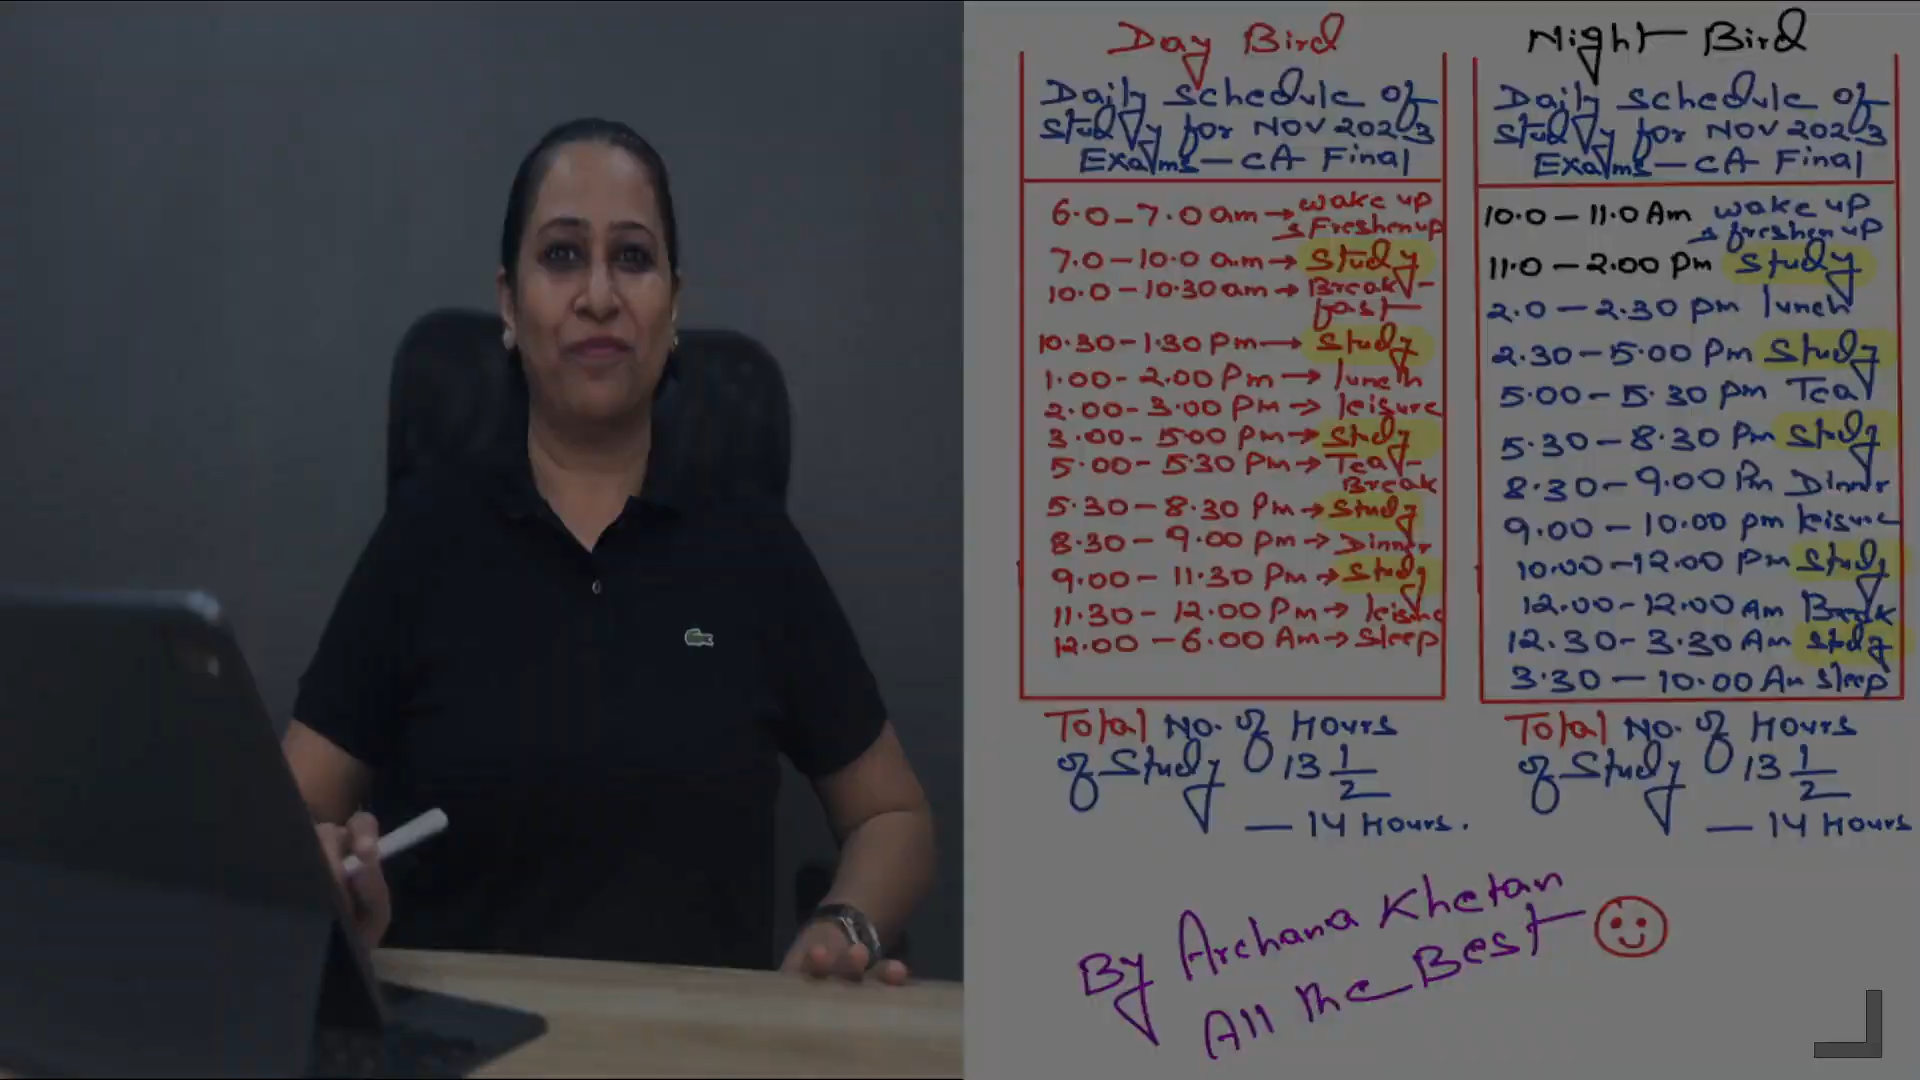 Day Bird
Daily schedule of
study for NOV 2023
Exams - CA Final
6.0 - 7.0 am → wake up
& Freshen up
7.0 - 10.0 am → Study
10.0 - 10.30 am → Break-
fast
10.30 - 1.30 Pm → Study
1.00 - 2.00 Pm → lunch
2.00 - 3.00 Pm → leisure
3.00 - 5.00 Pm → Study
5.00 - 5.30 Pm → Tea-
Break
5.30 - 8.30 Pm → Study
8.30 - 9.00 Pm → Dinner
9.00 - 11.30 Pm → Study
11.30 - 12.00 Pm → leisure
12.00 - 6.00 Am → Sleep
Total No. of Hours
of Study 13 1/2
- 14 Hours.
Night Bird
Daily schedule of
study for NOV 2023
Exams - CA Final
10.0 - 11.0 Am wake up
& freshen up
11.0 - 2.00 Pm Study
2.0 - 2.30 Pm lunch
2.30 - 5.00 Pm Study
5.00 - 5.30 Pm Tea
5.30 - 8.30 Pm Study
8.30 - 9.00 Pm Dinner
9.00 - 10.00 pm leisure
10.00 - 12.00 Pm Study
12.00 - 12.00 Am Break
12.30 - 3.30 Am Study
3.30 - 10.00 Am Sleep
Total No. of Hours
of Study 13 1/2
- 14 Hours
By Archana Khetan
All The Best